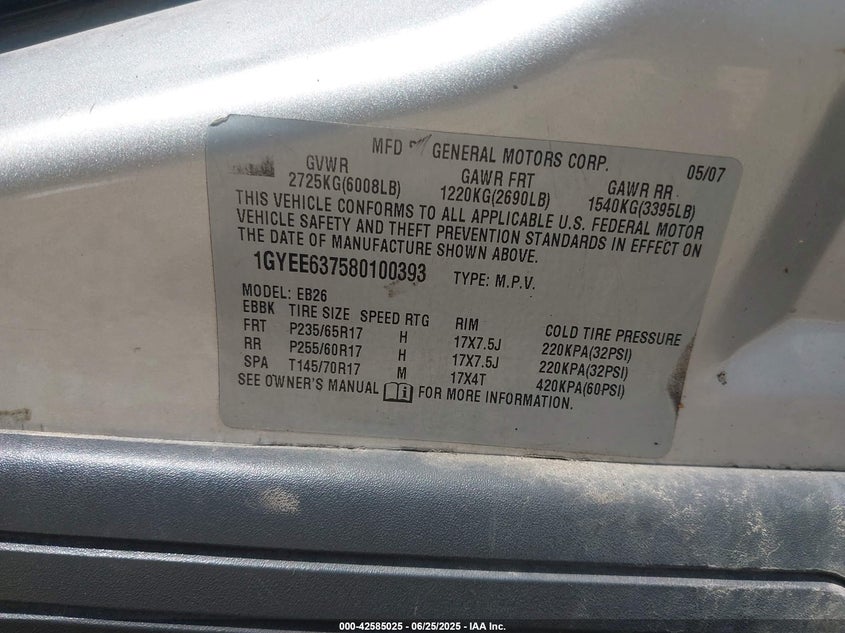 MFD BY GENERAL MOTORS CORP. 05/07
GVWR GAWR FRT GAWR RR
2725KG(6008LB) 1220KG(2690LB) 1540KG(3395LB)
THIS VEHICLE CONFORMS TO ALL APPLICABLE U.S. FEDERAL MOTOR
VEHICLE SAFETY AND THEFT PREVENTION STANDARDS IN EFFECT ON
THE DATE OF MANUFACTURE SHOWN ABOVE.
1GYEE637580100393 TYPE: M.P.V.
MODEL: EB26
EBBK TIRE SIZE SPEED RTG RIM COLD TIRE PRESSURE
FRT P235/65R17 H 17X7.5J 220KPA(32PSI)
RR P255/60R17 H 17X7.5J 220KPA(32PSI)
SPA T145/70R17 M 17X4T 420KPA(60PSI)
SEE OWNER'S MANUAL FOR MORE INFORMATION.
000-42585025 - 06/25/2025 - IAA Inc.